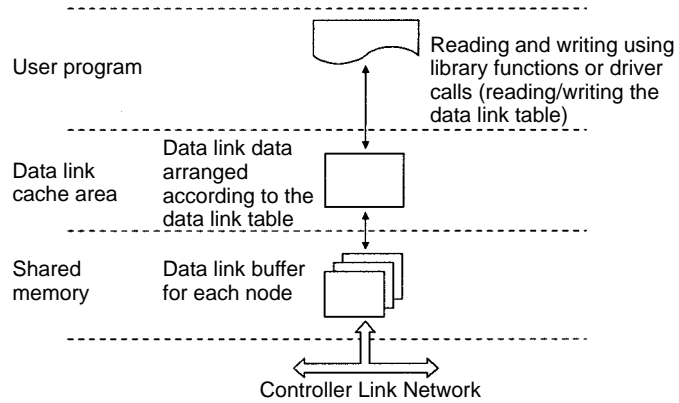 User program
Reading and writing using
library functions or driver
calls (reading/writing the
data link table)
Data link
cache area
Data link data
arranged
according to the
data link table
Shared
memory
Data link buffer
for each node
Controller Link Network